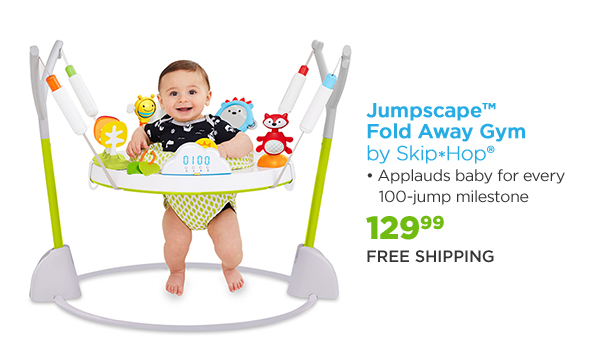 0100
Jumpscape™
Fold Away Gym
by Skip*Hop®
• Applauds baby for every
100-jump milestone
129⁹⁹
FREE SHIPPING